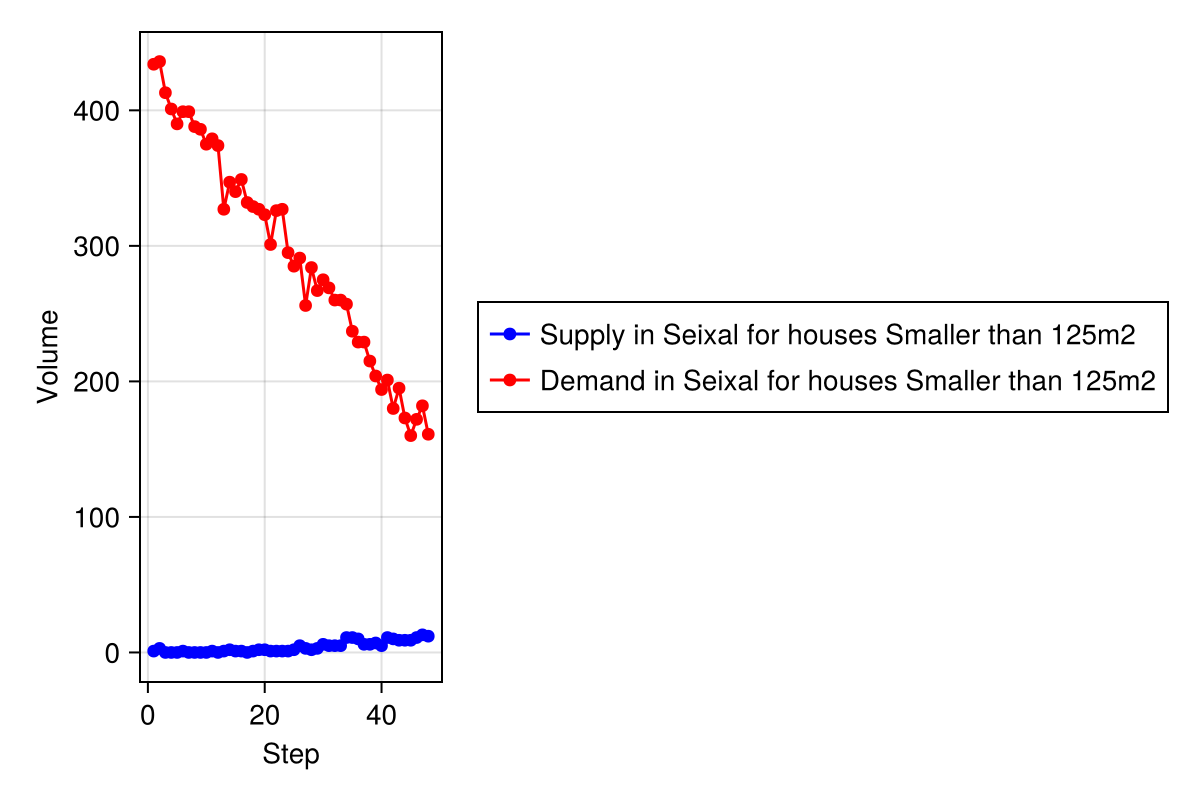 Volume
400
300
200
100
0
0 20 40
Step
Supply in Seixal for houses Smaller than 125m2
Demand in Seixal for houses Smaller than 125m2